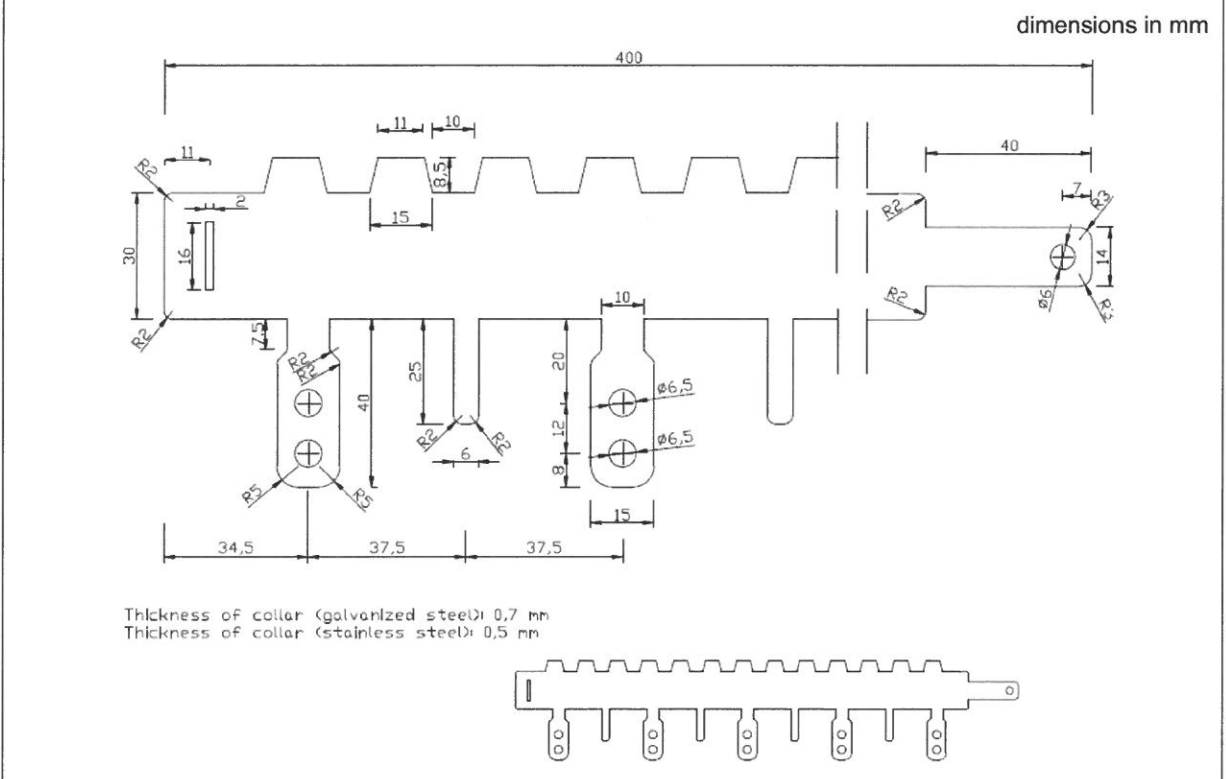 dimensions in mm
400
11
10
11
8,5
40
R2
7
R3
2
15
R2
30
16
14
Ø6
10
R2
R2
R2
7,5
R2
R2
25
20
40
Ø6,5
12
R2
R2
Ø6,5
6
8
R5
R5
15
34,5
37,5
37,5
Thickness of collar (galvanized steel): 0,7 mm
Thickness of collar (stainless steel): 0,5 mm